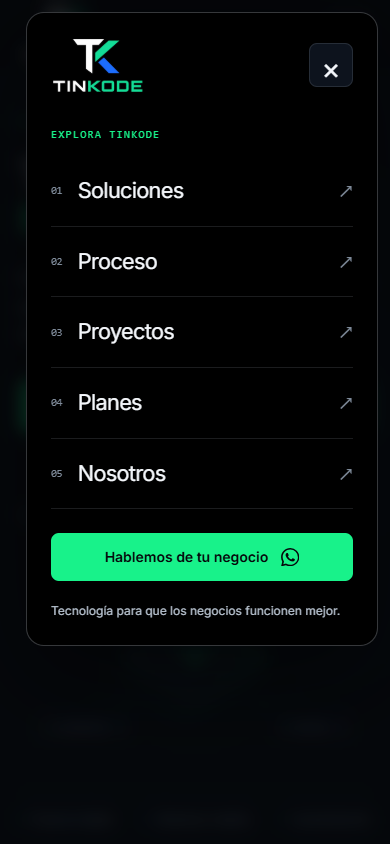 TINKODE
EXPLORA TINKODE
01 Soluciones ↗
02 Proceso ↗
03 Proyectos ↗
04 Planes ↗
05 Nosotros ↗
Hablemos de tu negocio
Tecnología para que los negocios funcionen mejor.